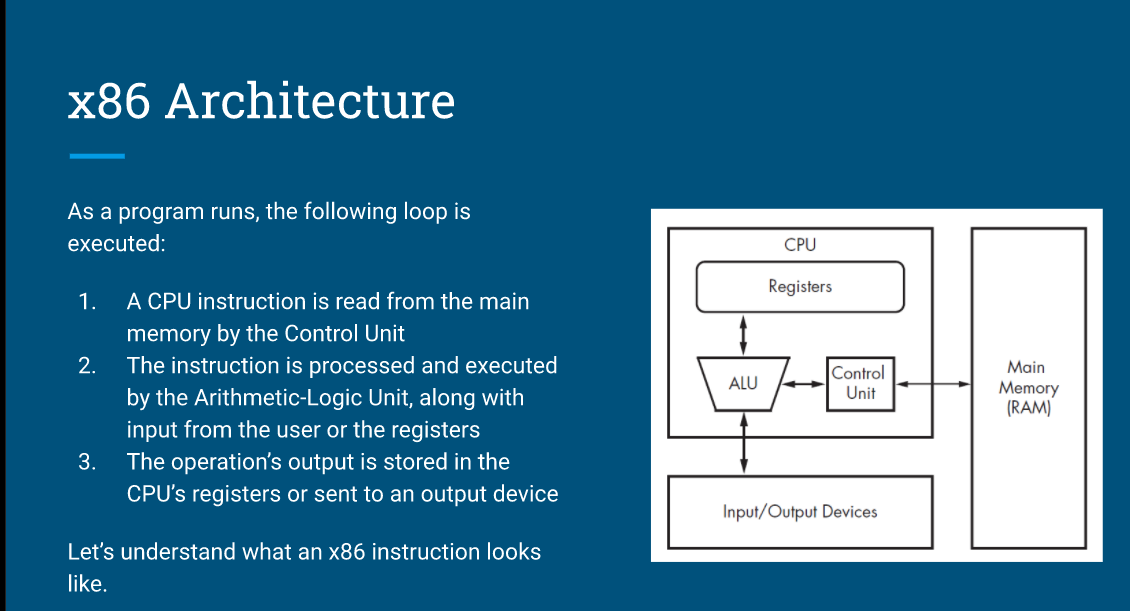 x86 Architecture
As a program runs, the following loop is
executed:
1. A CPU instruction is read from the main
memory by the Control Unit
2. The instruction is processed and executed
by the Arithmetic-Logic Unit, along with
input from the user or the registers
3. The operation’s output is stored in the
CPU’s registers or sent to an output device
Let’s understand what an x86 instruction looks
like.
CPU
Registers
ALU
Control
Unit
Main
Memory
(RAM)
Input/Output Devices